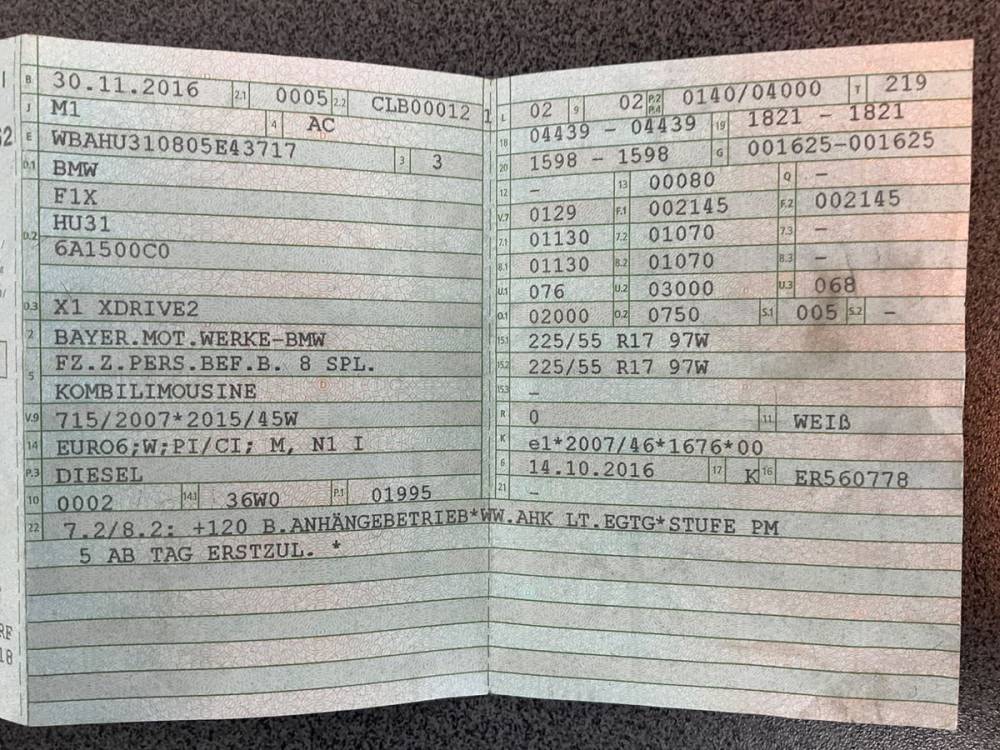 B 30.11.2016 2.1 0005 2.2 CLB00012 1
J M1 4 AC
E WBAHU310805E43717 3 3
D.1 BMW
F1X
D.2 HU31
6A1500C0
D.3 X1 XDRIVE2
2 BAYER.MOT.WERKE-BMW
5 FZ.Z.PERS.BEF.B. 8 SPL.
KOMBILIMOUSINE
V.9 715/2007*2015/45W
14 EURO6;W;PI/CI; M, N1 I
P.3 DIESEL
10 0002 14.1 36W0 P.1 01995
L 02 9 02 P.2 P.4 0140/04000 T 219
18 04439 - 04439 19 1821 - 1821
20 1598 - 1598 G 001625-001625
12 - 13 00080 Q -
V.7 0129 F.1 002145 F.2 002145
7.1 01130 7.2 01070 7.3 -
8.1 01130 8.2 01070 8.3 -
U.1 076 U.2 03000 U.3 068
O.1 02000 O.2 0750 S.1 005 S.2 -
15.1 225/55 R17 97W
15.2 225/55 R17 97W
15.3 -
R 0 11 WEIß
K e1*2007/46*1676*00
6 14.10.2016 17 K 16 ER560778
21 -
22 7.2/8.2: +120 B.ANHÄNGEBETRIEB*WW.AHK LT.EGTG*STUFE PM
5 AB TAG ERSTZUL. *